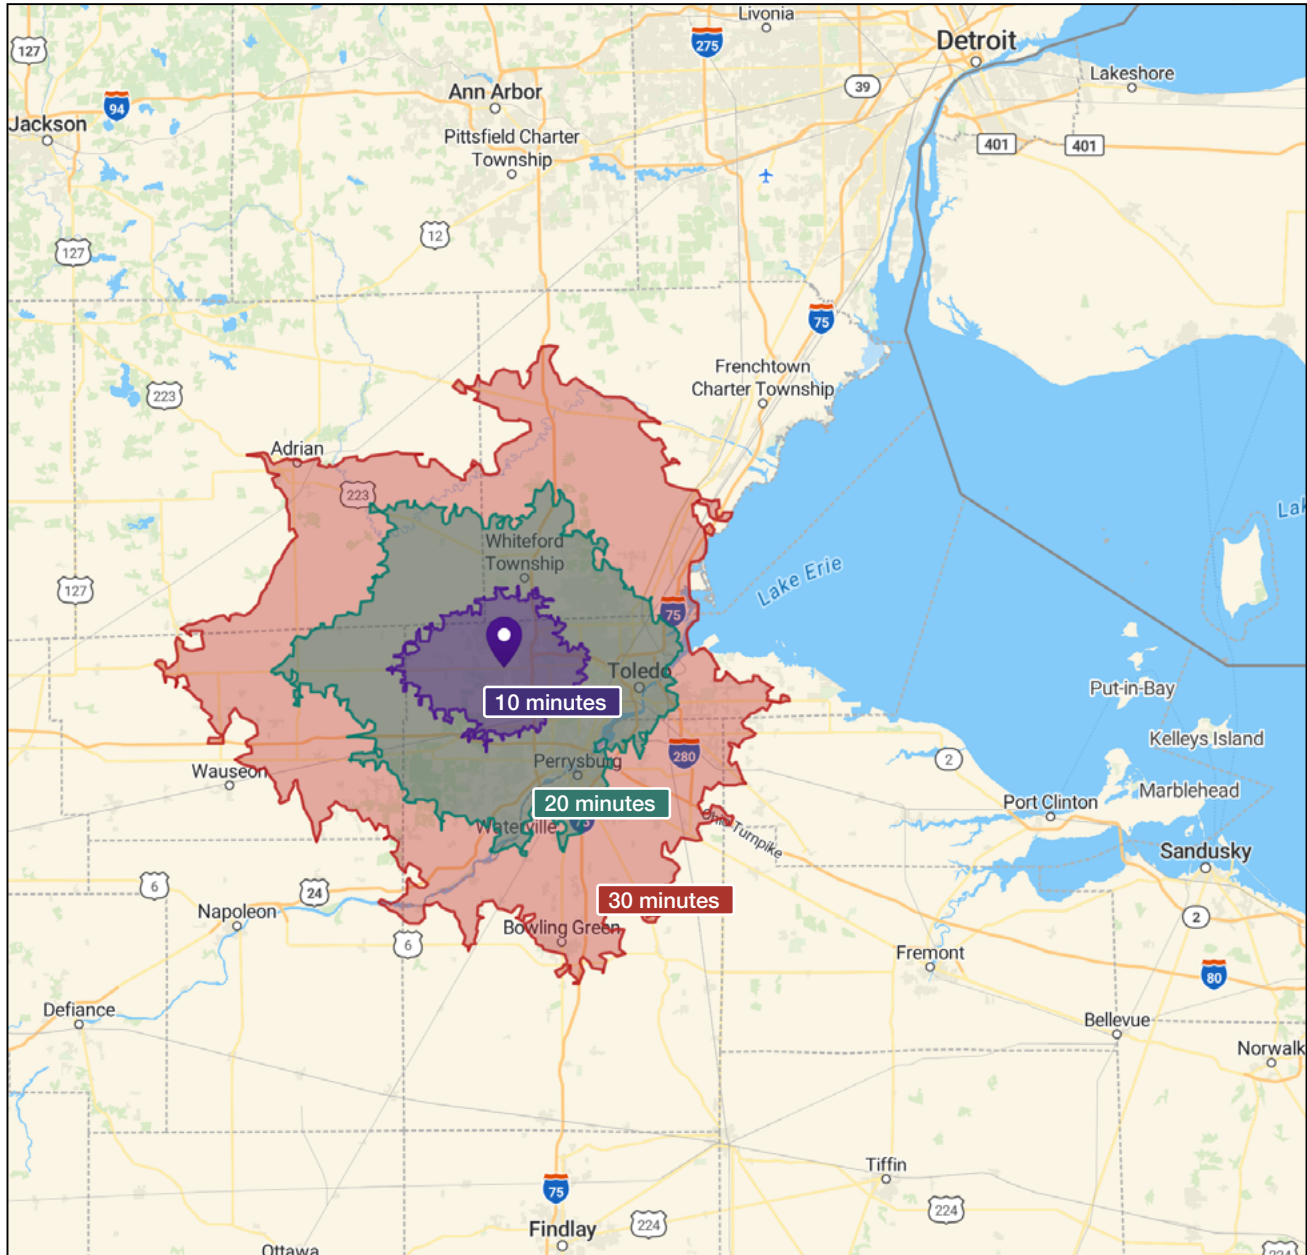 Livonia
127
275
Detroit
Lakeshore
39
Ann Arbor
94
Jackson
Pittsfield Charter
Township
401
401
12
127
75
Frenchtown
Charter Township
223
Adrian
223
Lak
Whiteford
Township
Lake Erie
127
75
Toledo
10 minutes
Put-in-Bay
Kelleys Island
280
2
Perrysburg
Wauseon
Marblehead
Port Clinton
20 minutes
75
Waterville
Ohio Turnpike
Sandusky
6
24
30 minutes
Napoleon
2
Bowling Green
6
Fremont
80
Defiance
Bellevue
Norwalk
Tiffin
75
224
224
Findlay
Ottawa
224